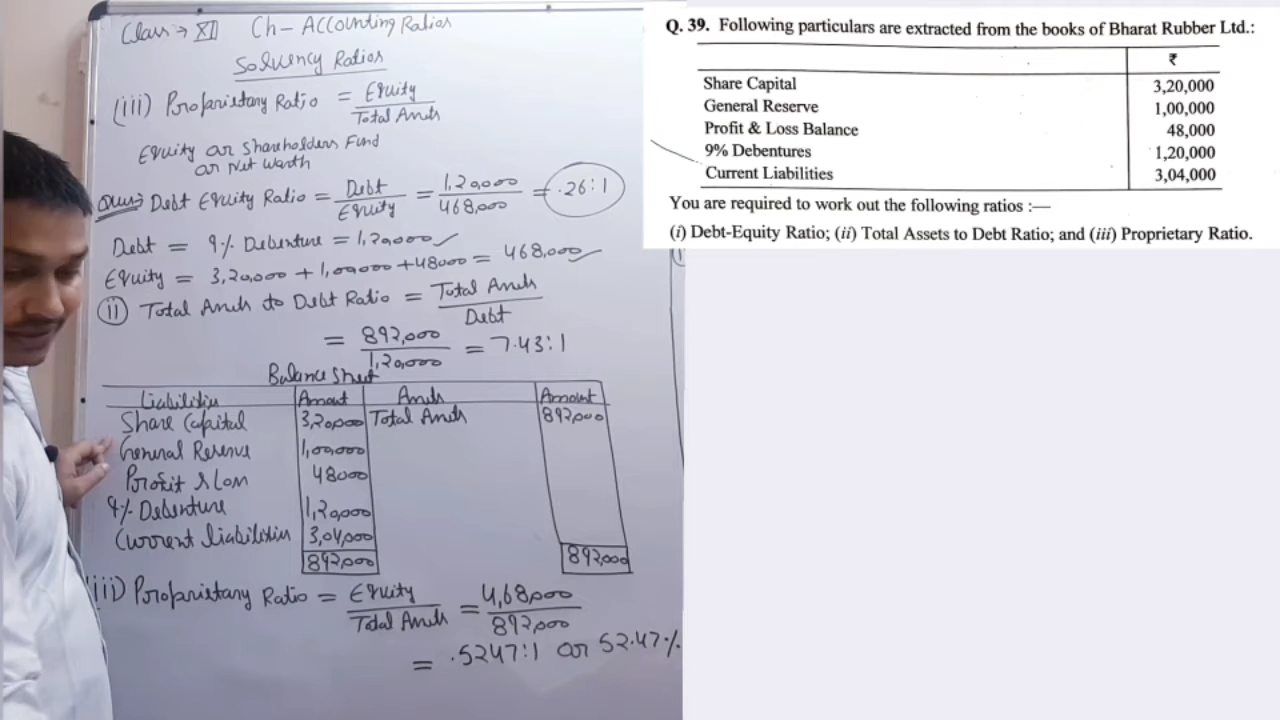 Class → XI Ch - Accounting Ratios
Solvency Ratios
(iii) Proprietary Ratio = Equity / Total Assets
Equity or Shareholders Fund
or Net Worth
Ques Debt Equity Ratio = Debt / Equity = 1,20,000 / 468,000 = .26:1
Debt = 9% Debenture = 1,20,000 ✓
Equity = 3,20,000 + 1,00,000 + 48000 = 468,000 ✓
(ii) Total Assets to Debt Ratio = Total Assets / Debt
= 892,000 / 1,20,000 = 7.43:1
Balance Sheet
Liabilities Amount Assets Amount
Share Capital 3,20,000 Total Assets 892,000
General Reserve 1,00,000
Profit & Loss 48000
9% Debenture 1,20,000
Current liabilities 3,04,000
892,000 892,000
(iii) Proprietary Ratio = Equity / Total Assets = 4,68,000 / 892,000
= .5247:1 or 52.47%.
Q. 39. Following particulars are extracted from the books of Bharat Rubber Ltd.:
₹
Share Capital 3,20,000
General Reserve 1,00,000
Profit & Loss Balance 48,000
9% Debentures 1,20,000
Current Liabilities 3,04,000
You are required to work out the following ratios :—
(i) Debt-Equity Ratio; (ii) Total Assets to Debt Ratio; and (iii) Proprietary Ratio.